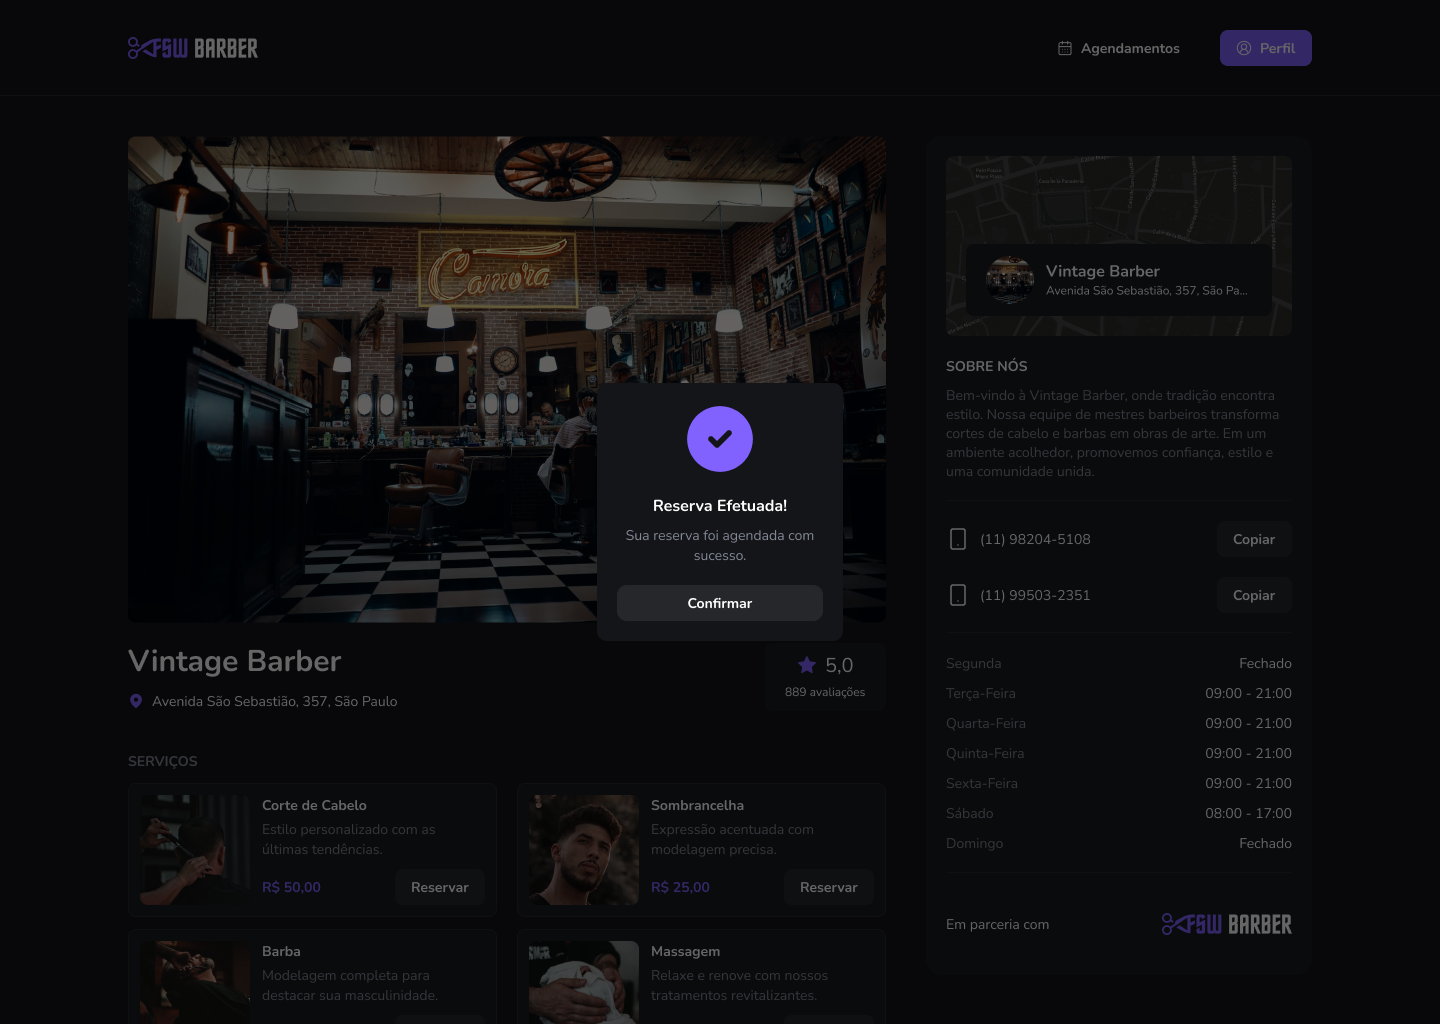 FSW BARBER
Agendamentos
Perfil
Camōra
Vintage Barber
Avenida São Sebastião, 357, São Pa...
SOBRE NÓS
Bem-vindo à Vintage Barber, onde tradição encontra
estilo. Nossa equipe de mestres barbeiros transforma
cortes de cabelo e barbas em obras de arte. Em um
ambiente acolhedor, promovemos confiança, estilo e
uma comunidade unida.
(11) 98204-5108
Copiar
(11) 99503-2351
Copiar
Segunda
Fechado
Terça-Feira
09:00 - 21:00
Quarta-Feira
09:00 - 21:00
Quinta-Feira
09:00 - 21:00
Sexta-Feira
09:00 - 21:00
Sábado
08:00 - 17:00
Domingo
Fechado
Em parceria com
FSW BARBER
Reserva Efetuada!
Sua reserva foi agendada com
sucesso.
Confirmar
Vintage Barber
Avenida São Sebastião, 357, São Paulo
5,0
889 avaliações
SERVIÇOS
Corte de Cabelo
Estilo personalizado com as
últimas tendências.
R$ 50,00
Reservar
Sombrancelha
Expressão acentuada com
modelagem precisa.
R$ 25,00
Reservar
Barba
Modelagem completa para
destacar sua masculinidade.
Massagem
Relaxe e renove com nossos
tratamentos revitalizantes.